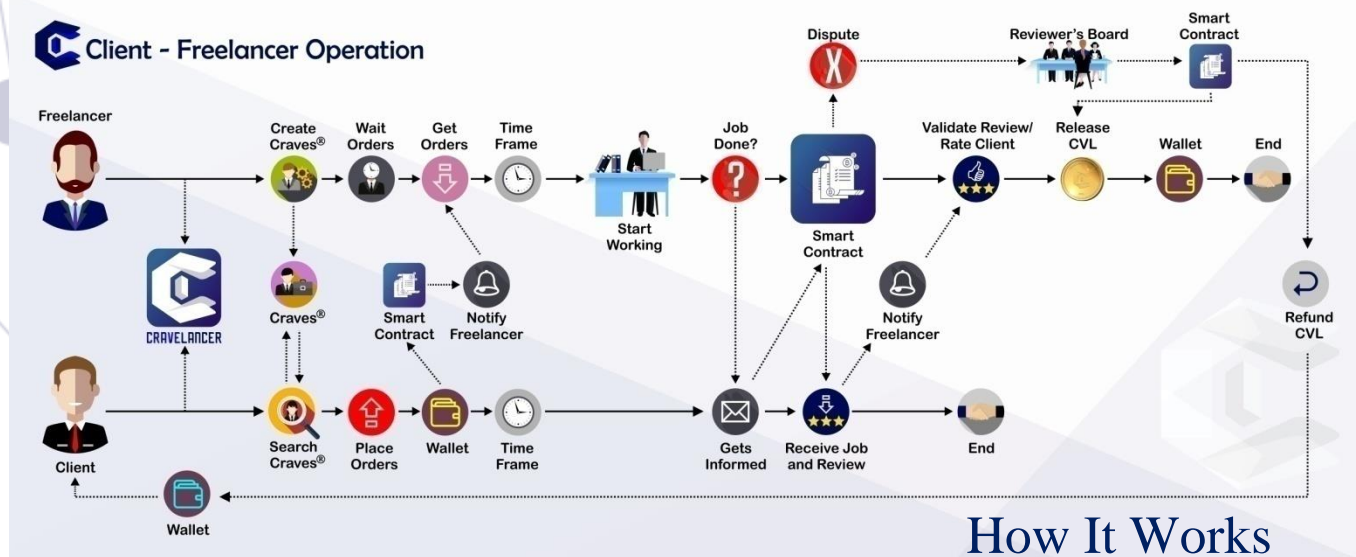 Client - Freelancer Operation
Dispute
Reviewer's Board
Smart
Contract
Freelancer
Create
Craves®
Wait
Orders
Get
Orders
Time
Frame
Start
Working
Job
Done?
Smart
Contract
Validate Review/
Rate Client
Release
CVL
Wallet
End
CRAVELANCER
Craves®
Smart
Contract
Notify
Freelancer
Notify
Freelancer
Refund
CVL
Client
Search
Craves®
Place
Orders
Wallet
Time
Frame
Gets
Informed
Receive Job
and Review
End
Wallet
How It Works